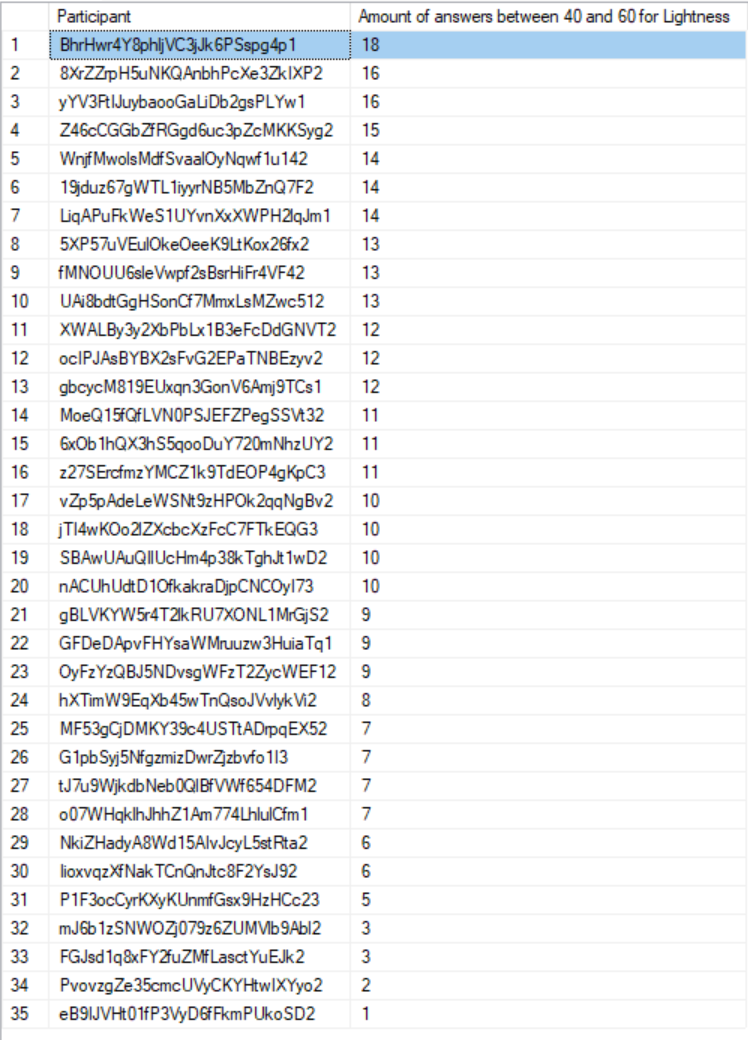 Participant Amount of answers between 40 and 60 for Lightness
1 BhrHwr4Y8phljVC3jJk6PSspg4p1 18
2 8XrZZrpH5uNKQAnbhPcXe3ZkIXP2 16
3 yYV3FtIJuybaooGaLiDb2gsPLYw1 16
4 Z46cCGGbZfRGgd6uc3pZcMKKSyg2 15
5 WnjfMwolsMdfSvaalOyNqwf1u142 14
6 19jduz67gWTL1iyyrNB5MbZnQ7F2 14
7 LiqAPuFkWeS1UYvnXxXWPH2lqJm1 14
8 5XP57uVEulOkeOeeK9LtKox26fx2 13
9 fMNOUU6sleVwpf2sBsrHiFr4VF42 13
10 UAi8bdtGgHSonCf7MmxLsMZwc512 13
11 XWALBy3y2XbPbLx1B3eFcDdGNVT2 12
12 oclPJAsBYBX2sFvG2EPaTNBEzyv2 12
13 gbcycM819EUxqn3GonV6Amj9TCs1 12
14 MoeQ15fQfLVN0PSJEFZPegSSVt32 11
15 6xOb1hQX3hS5qooDuY720mNhzUY2 11
16 z27SErcfmzYMCZ1k9TdEOP4gKpC3 11
17 vZp5pAdeLeWSNt9zHPOk2qqNgBv2 10
18 jTI4wKOo2lZXcbcXzFcC7FTkEQG3 10
19 SBAwUAuQIlUcHm4p38kTghJt1wD2 10
20 nACUhUdtD1OfkakraDjpCNCOyI73 10
21 gBLVKYW5r4T2lkRU7XONL1MrGjS2 9
22 GFDeDApvFHYsaWMruuzw3HuiaTq1 9
23 OyFzYzQBJ5NDvsgWFzT2ZycWEF12 9
24 hXTimW9EqXb45wTnQsoJVvlykVi2 8
25 MF53gCjDMKY39c4USTtADrpqEX52 7
26 G1pbSyj5NfgzmizDwrZjzbvfo1I3 7
27 tJ7u9WjkdbNeb0QlBfVWf654DFM2 7
28 o07WHqklhJhhZ1Am774LhlulCfm1 7
29 NkiZHadyA8Wd15AlvJcyL5stRta2 6
30 lioxvqzXfNakTCnQnJtc8F2YsJ92 6
31 P1F3ocCyrKXyKUnmfGsx9HzHCc23 5
32 mJ6b1zSNWOZj079z6ZUMVlb9AbI2 3
33 FGJsd1q8xFY2fuZMfLasctYuEJk2 3
34 PvovzgZe35cmcUVyCKYHtwIXYyo2 2
35 eB9IJVHt01fP3VyD6fFkmPUkoSD2 1